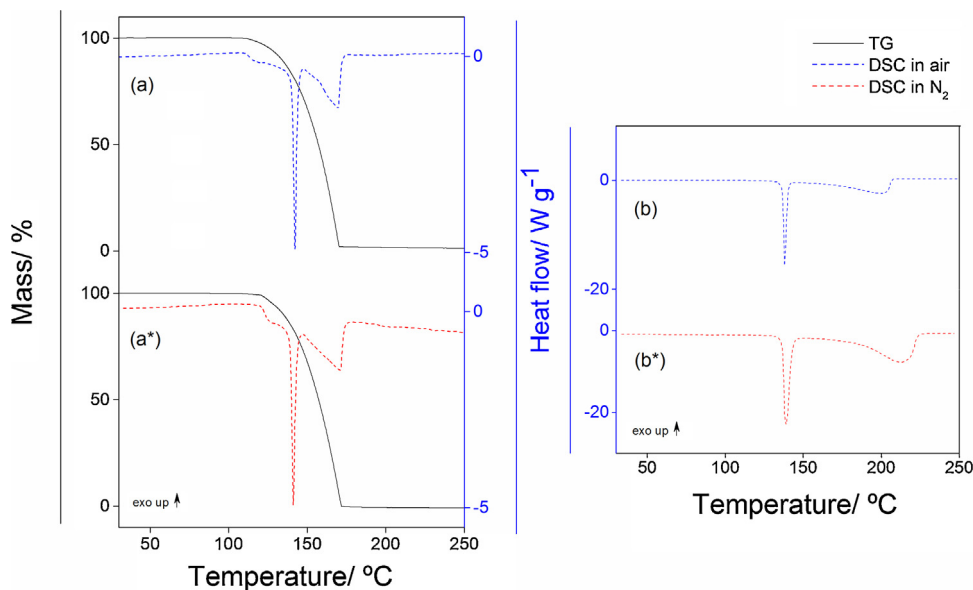 Mass/ %
100
50
0
(a)
0
-5
100
50
0
(a*)
0
-5
exo up
50 100 150 200 250
Temperature/ ºC
TG
DSC in air
DSC in N₂
Heat flow/ W g⁻¹
0
-20
(b)
0
-20
(b*)
exo up
50 100 150 200 250
Temperature/ ºC